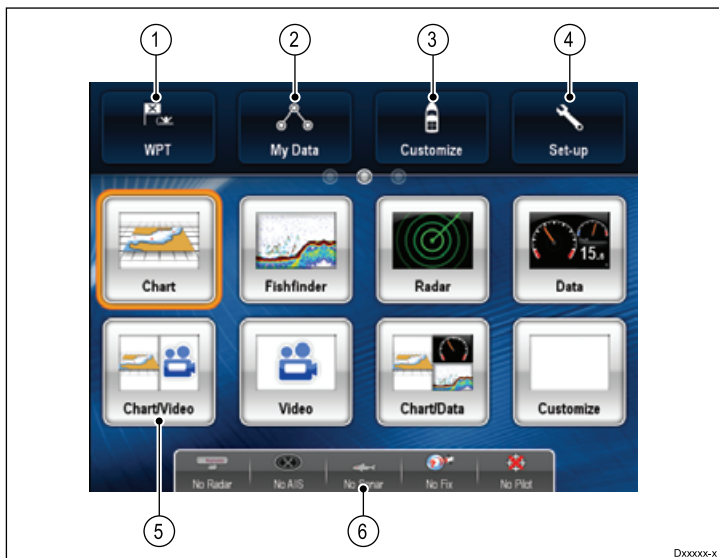 1 2 3 4
WPT My Data Customize Set-up
Chart Fishfinder Radar Data
15.8
Chart/Video Video Chart/Data Customize
No Radar No AIS No Sonar No Fix No Pilot
5 6
Dxxxxx-x